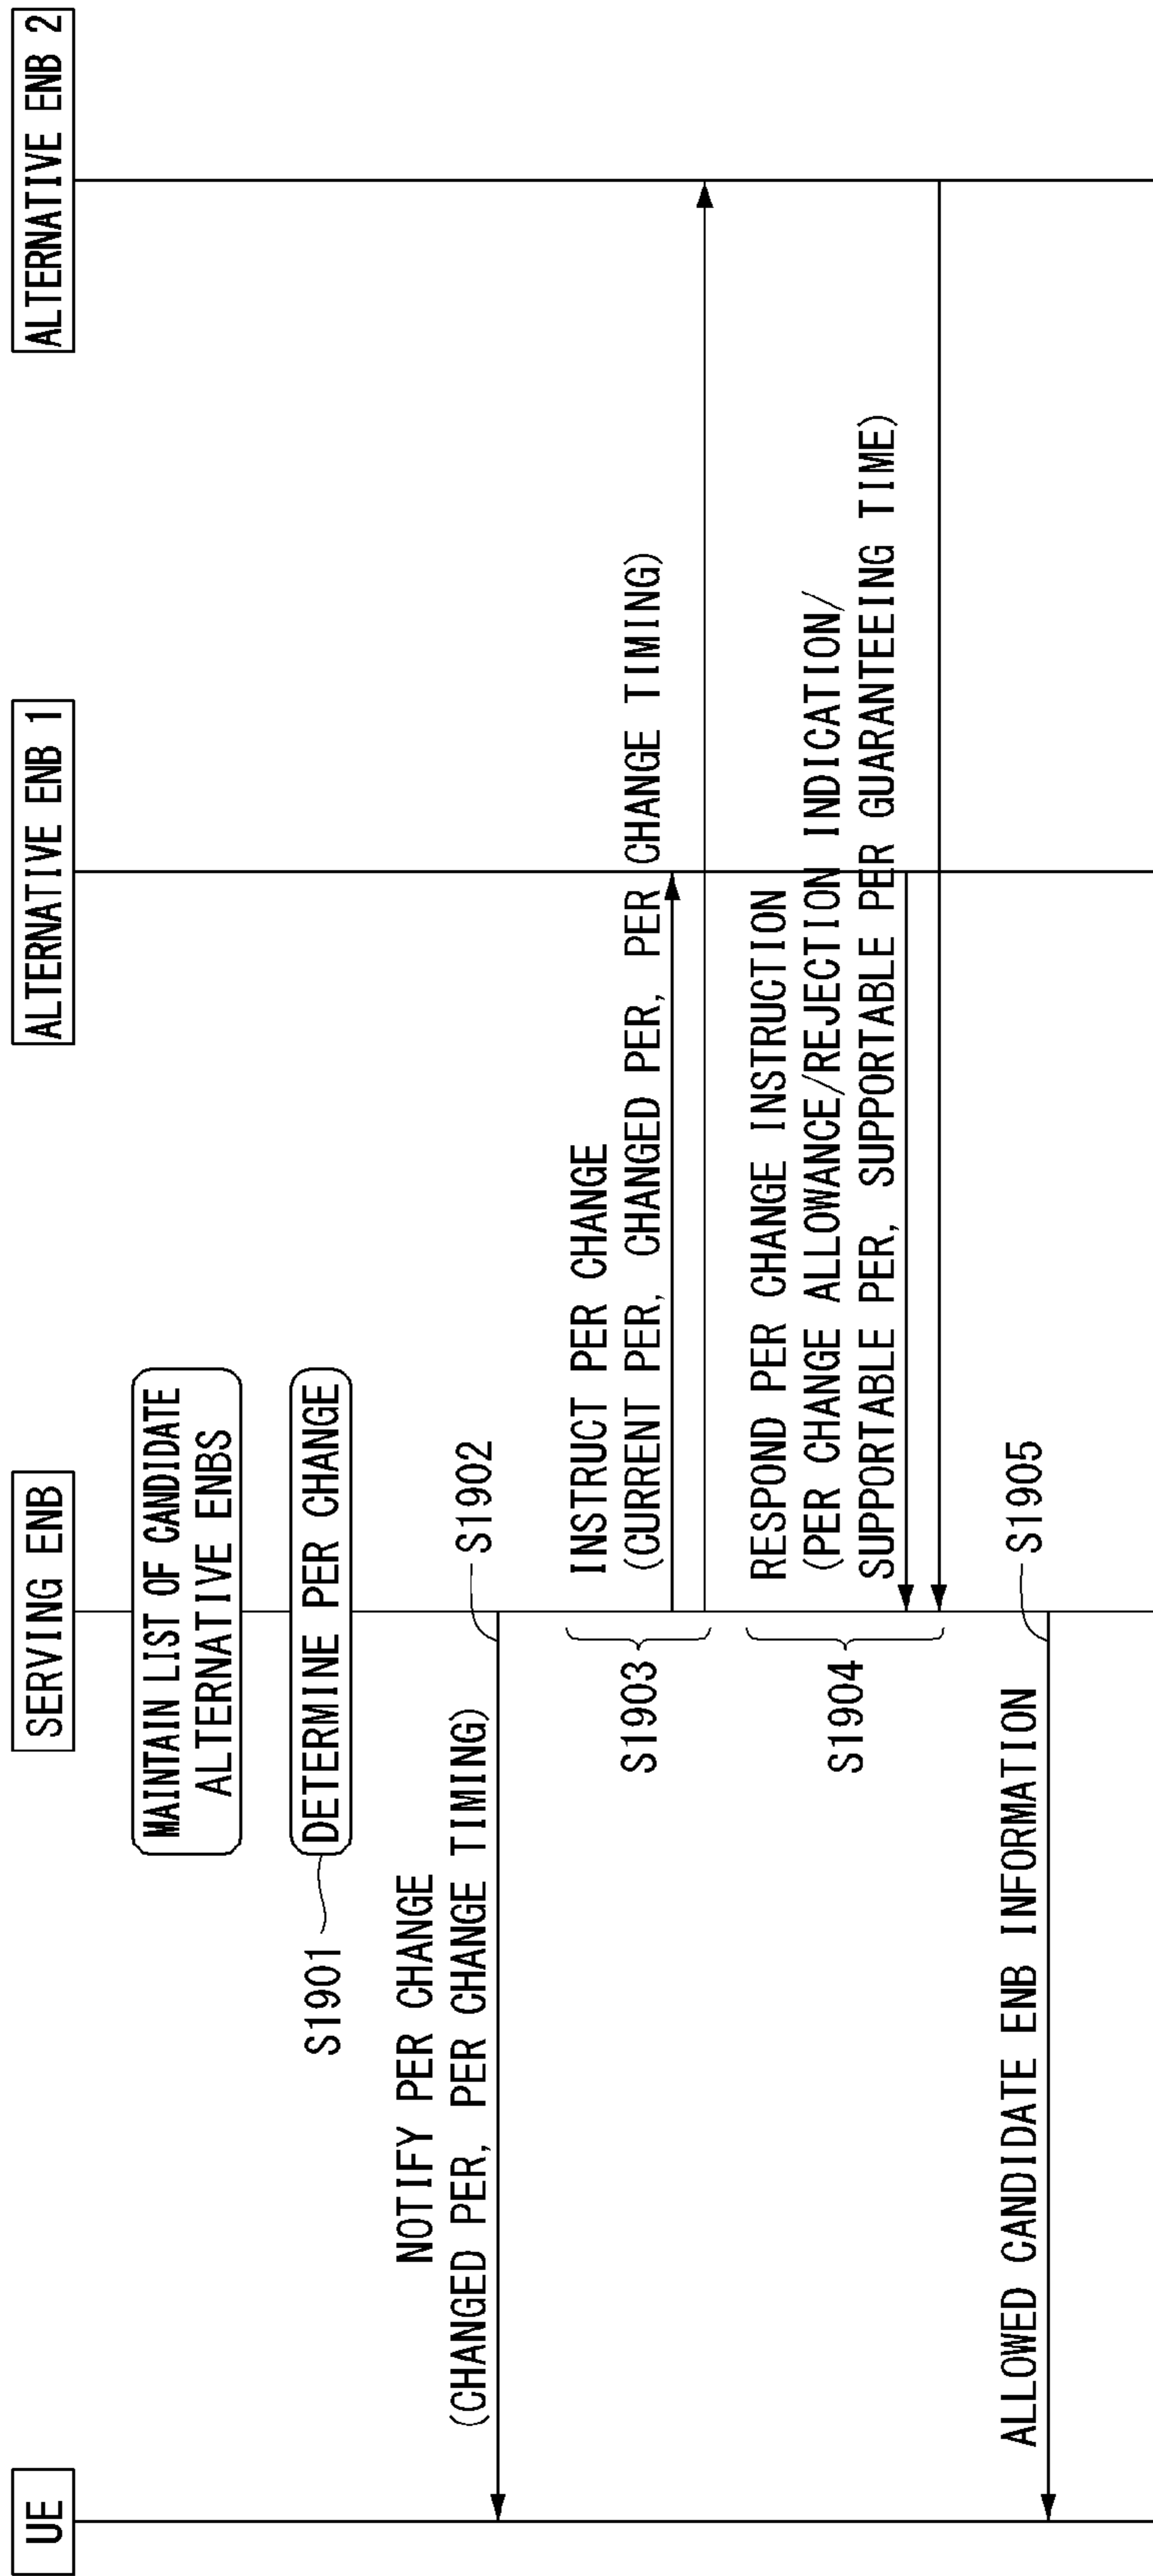 UE
SERVING ENB
ALTERNATIVE ENB 1
ALTERNATIVE ENB 2
MAINTAIN LIST OF CANDIDATE
ALTERNATIVE ENBS
S1901
DETERMINE PER CHANGE
NOTIFY PER CHANGE
(CHANGED PER, PER CHANGE TIMING)
S1902
S1903
INSTRUCT PER CHANGE
(CURRENT PER, CHANGED PER, PER CHANGE TIMING)
S1904
RESPOND PER CHANGE INSTRUCTION
(PER CHANGE ALLOWANCE/REJECTION INDICATION/
SUPPORTABLE PER, SUPPORTABLE PER GUARANTEEING TIME)
ALLOWED CANDIDATE ENB INFORMATION
S1905